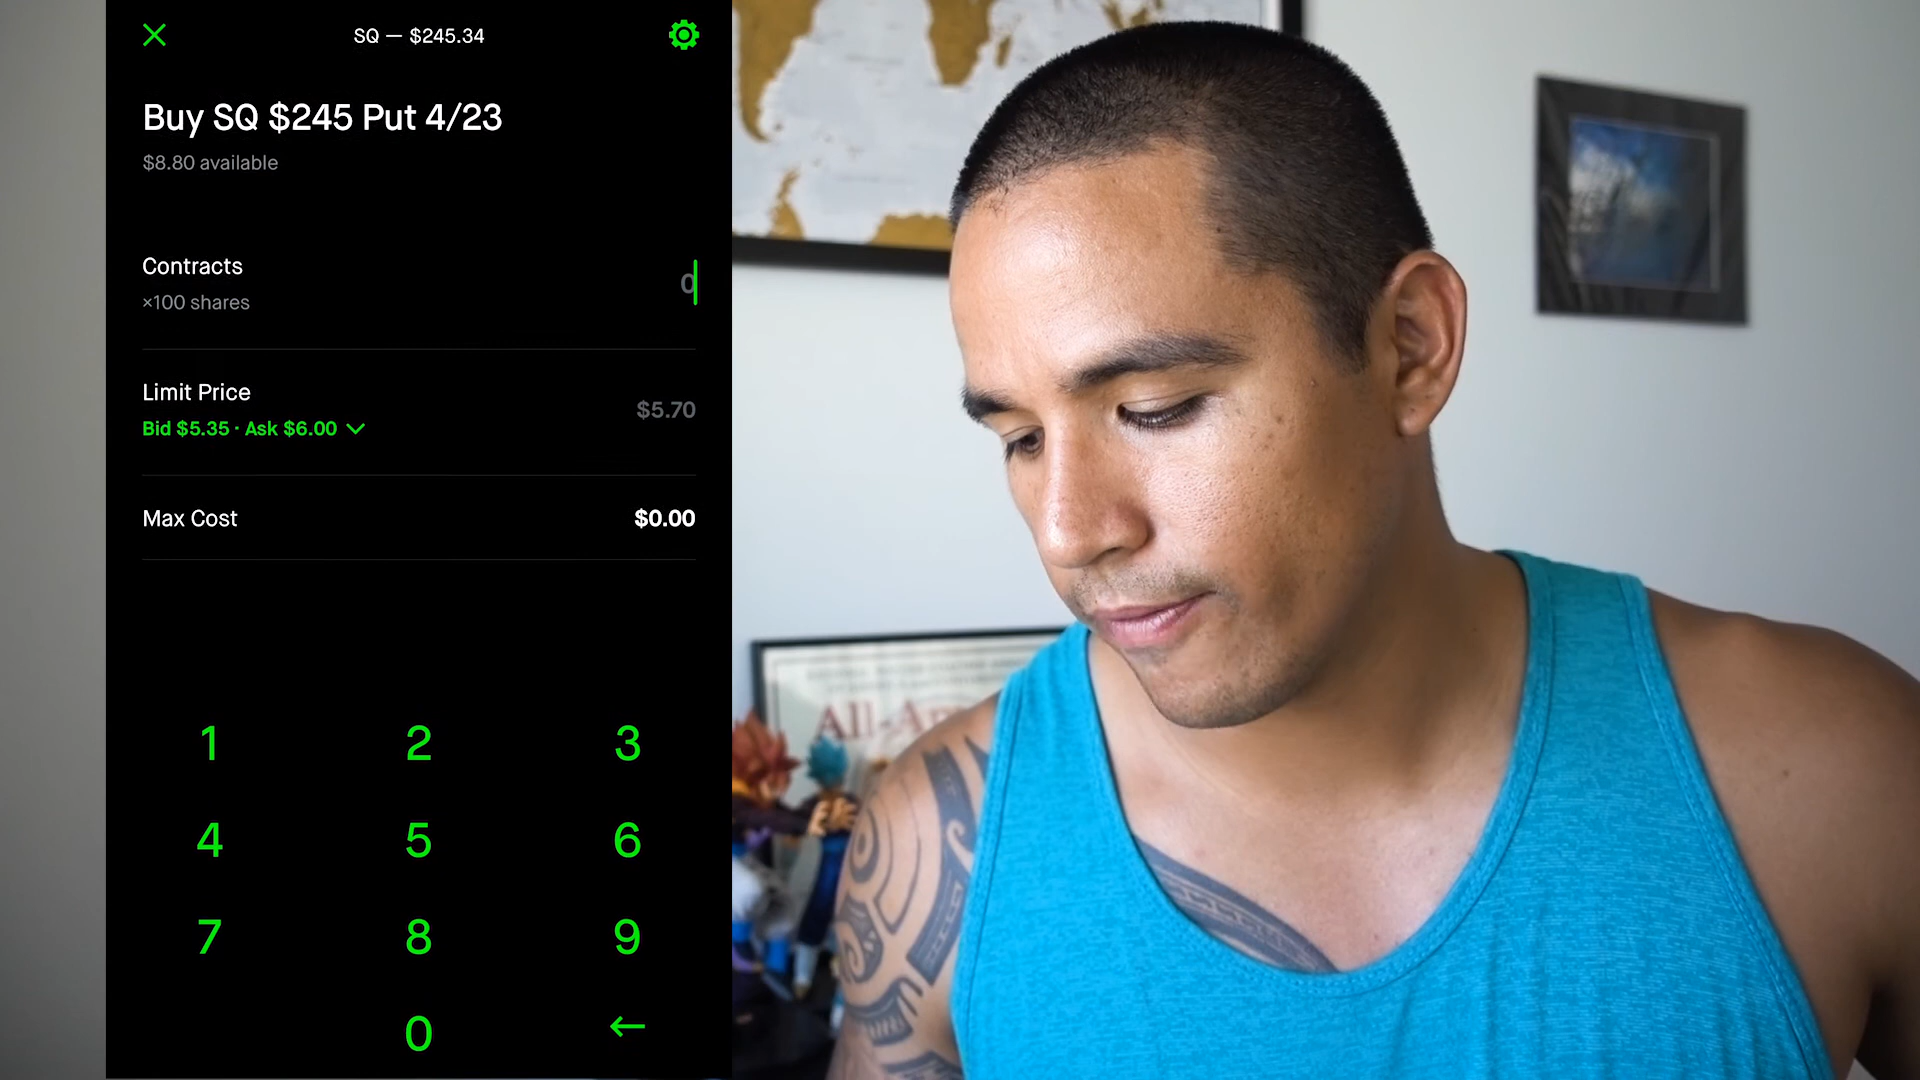 SQ — $245.34
Buy SQ $245 Put 4/23
$8.80 available
Contracts
0
×100 shares
Limit Price
$5.70
Bid $5.35 · Ask $6.00
Max Cost
$0.00
1 2 3
4 5 6
7 8 9
0
All-Am